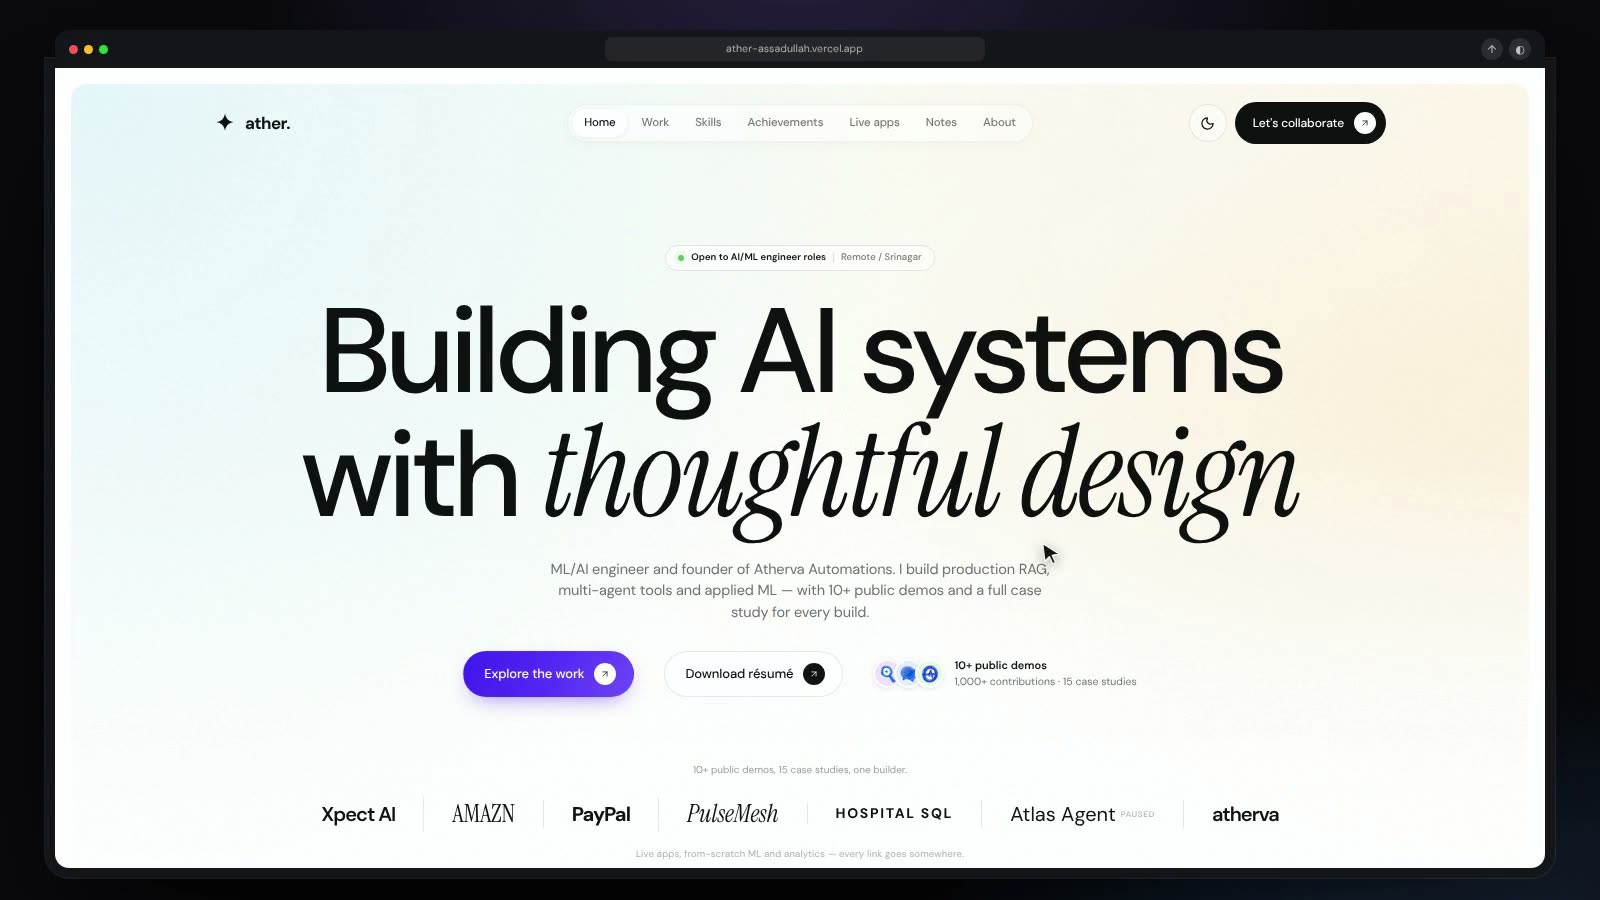 ather-assadullah.vercel.app
ather.
Home Work Skills Achievements Live apps Notes About
Let's collaborate
Open to AI/ML engineer roles | Remote / Srinagar
Building AI systems
with thoughtful design
ML/AI engineer and founder of Atherva Automations. I build production RAG,
multi-agent tools and applied ML — with 10+ public demos and a full case
study for every build.
Explore the work
Download résumé
10+ public demos
1,000+ contributions · 15 case studies
10+ public demos, 15 case studies, one builder.
Xpect AI AMAZN PayPal PulseMesh HOSPITAL SQL Atlas Agent PAUSED atherva
Live apps, from-scratch ML and analytics — every link goes somewhere.